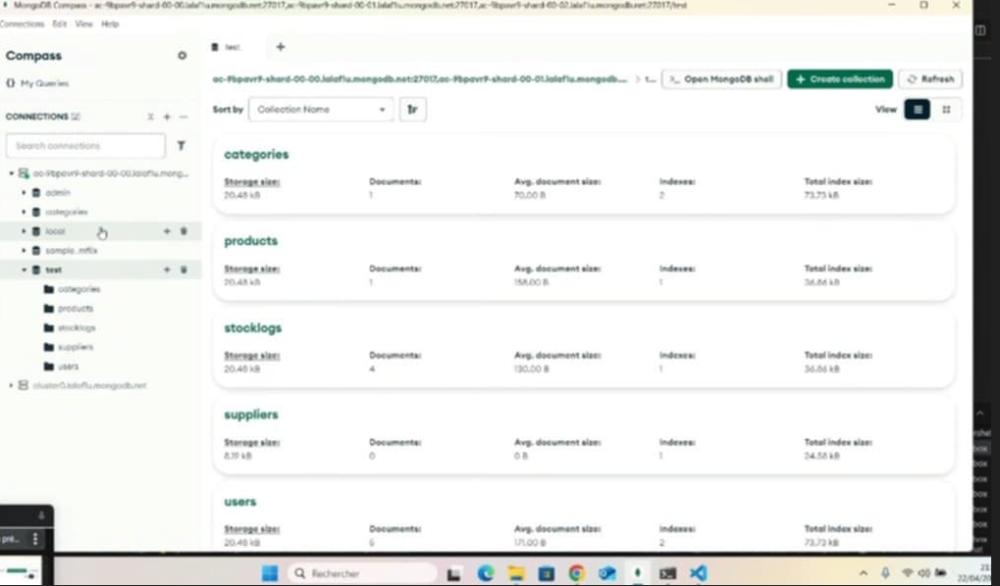 MongoDB Compass - ac-9bpavr9-shard-00-00.lalaf1u.mongodb.net:27017,ac-9bpavr9-shard-00-01.lalaf1u.mongodb.net:27017,ac-9bpavr9-shard-00-02.lalaf1u.mongodb.net:27017/test
Connections Edit View Help
Compass
test
{} My Queries
ac-9bpavr9-shard-00-00.lalaf1u.mongodb.net:27017,ac-9bpavr9-shard-00-01.lalaf1u.mongodb.... > t...
>_ Open MongoDB shell
+ Create collection
Refresh
CONNECTIONS (2)
Sort by
Collection Name
View
Search connections
ac-9bpavr9-shard-00-00.lalaf1u.mong...
admin
categories
local
sample_mflix
test
categories
products
stocklogs
suppliers
users
cluster0.lalaf1u.mongodb.net
categories
Storage size: Documents: Avg. document size: Indexes: Total index size:
20.48 kB 1 70.00 B 2 73.73 kB
products
Storage size: Documents: Avg. document size: Indexes: Total index size:
20.48 kB 1 158.00 B 1 36.86 kB
stocklogs
Storage size: Documents: Avg. document size: Indexes: Total index size:
20.48 kB 4 130.00 B 1 36.86 kB
suppliers
Storage size: Documents: Avg. document size: Indexes: Total index size:
8.19 kB 0 0 B 1 24.58 kB
users
Storage size: Documents: Avg. document size: Indexes: Total index size:
20.48 kB 5 171.00 B 2 73.73 kB
Rechercher
22/04/20